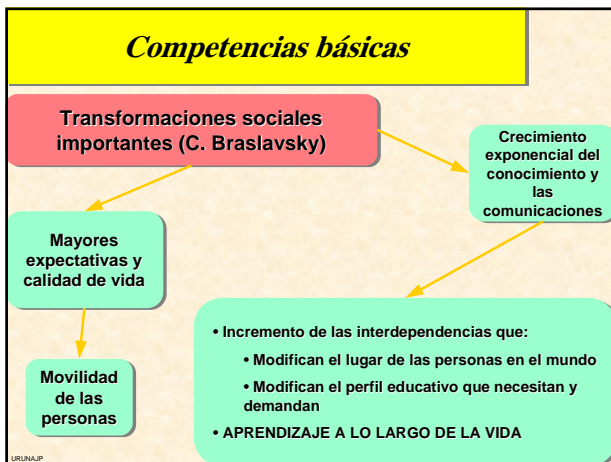 Competencias básicas
Transformaciones sociales
importantes (C. Braslavsky)
Crecimiento
exponencial del
conocimiento y
las
comunicaciones
Mayores
expectativas y
calidad de vida
Movilidad
de las
personas
• Incremento de las interdependencias que:
• Modifican el lugar de las personas en el mundo
• Modifican el perfil educativo que necesitan y
demandan
• APRENDIZAJE A LO LARGO DE LA VIDA
URUNAJP